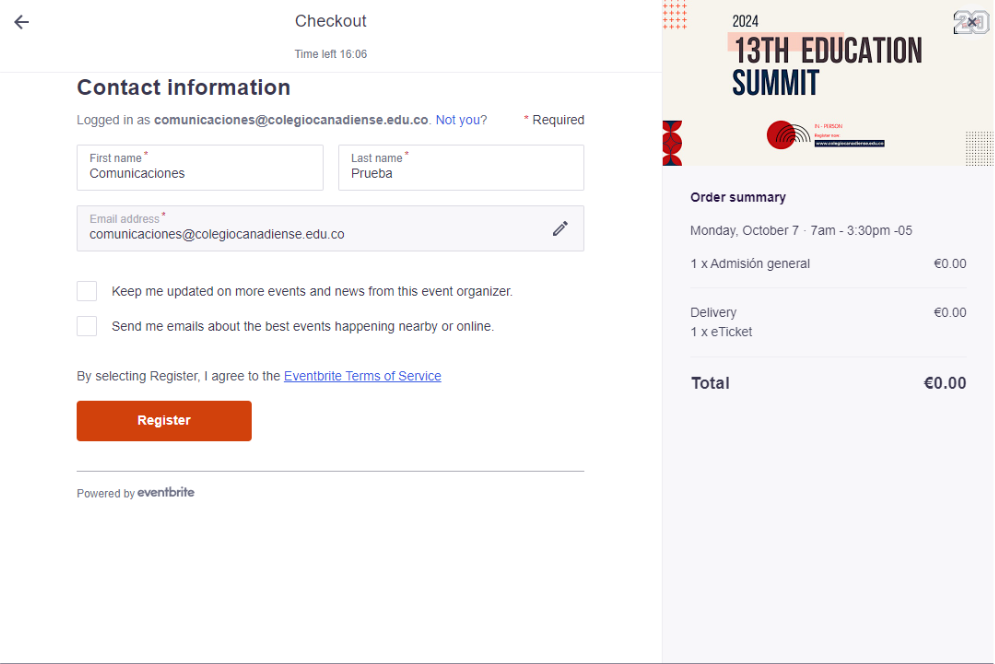 Checkout
Time left 16:06
Contact information
Logged in as comunicaciones@colegiocanadiense.edu.co. Not you?
* Required
First name *
Comunicaciones
Last name *
Prueba
Email address *
comunicaciones@colegiocanadiense.edu.co
Keep me updated on more events and news from this event organizer.
Send me emails about the best events happening nearby or online.
By selecting Register, I agree to the Eventbrite Terms of Service
Register
Powered by eventbrite
2024
13TH EDUCATION
SUMMIT
20
IN - PERSON
Register now :
www.colegiocanadiense.edu.co
Order summary
Monday, October 7 · 7am - 3:30pm -05
1 x Admisión general
€0.00
Delivery
€0.00
1 x eTicket
Total
€0.00